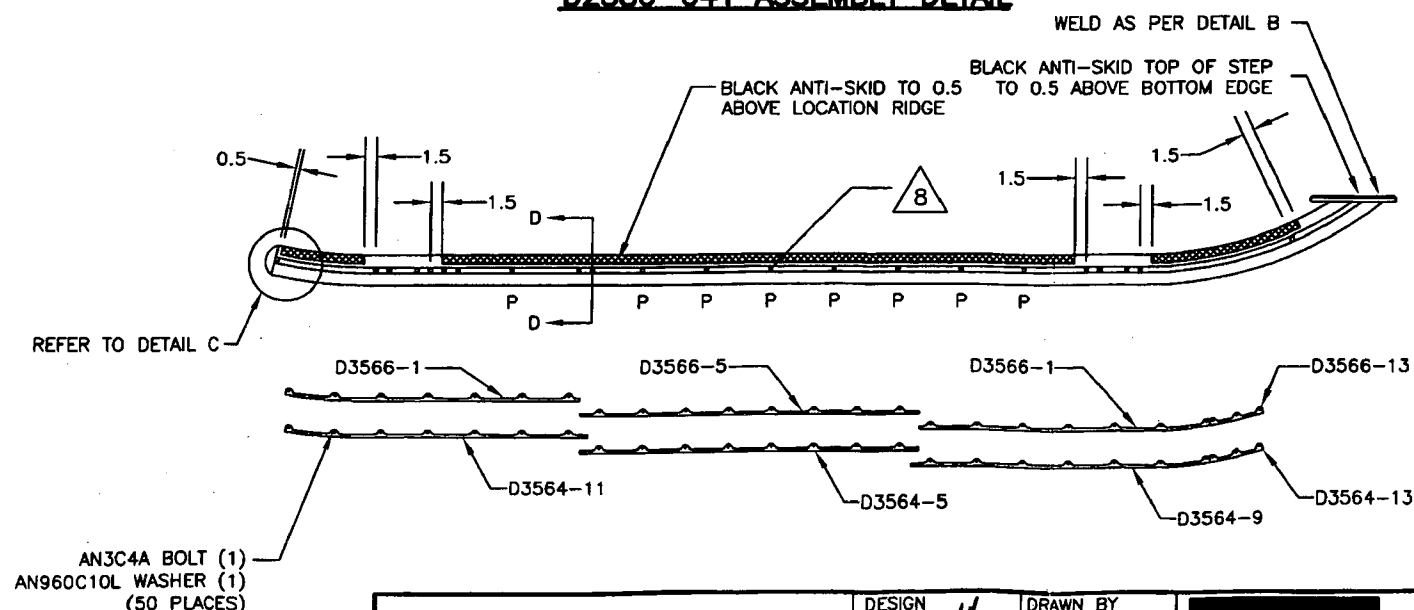 WELD AS PER DETAIL B
BLACK ANTI-SKID TO 0.5
ABOVE LOCATION RIDGE
BLACK ANTI-SKID TOP OF STEP
TO 0.5 ABOVE BOTTOM EDGE
0.5
1.5
1.5
1.5
1.5
1.5
8
D
D
P P P P P P P P
REFER TO DETAIL C
D3566-1
D3566-5
D3566-1
D3566-13
D3564-11
D3564-5
D3564-9
D3564-13
AN3C4A BOLT (1)
AN960C10L WASHER (1)
(50 PLACES)
DESIGN
DRAWN BY